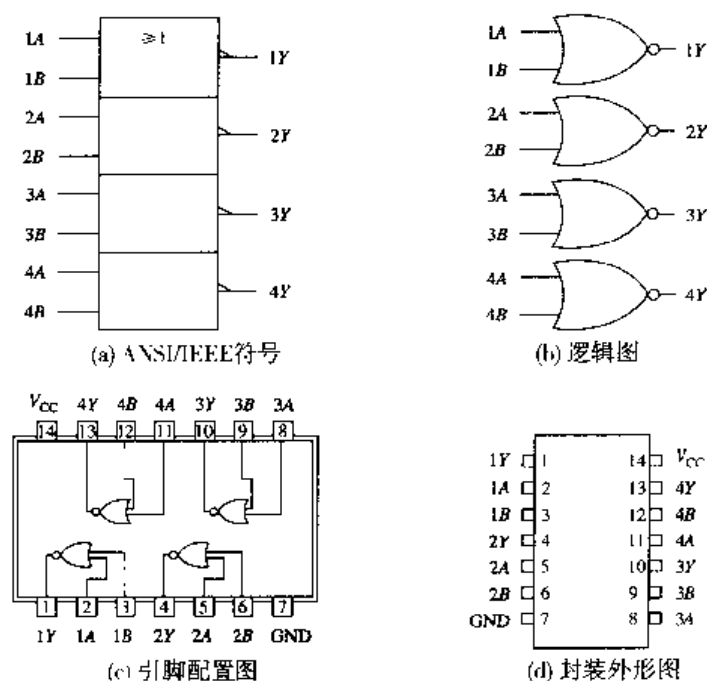 1A
≥1
1Y
1B
2A
2Y
2B
3A
3Y
3B
4A
4Y
4B
(a) ANSI/IEEE符号
1A
1Y
1B
2A
2Y
2B
3A
3Y
3B
4A
4Y
4B
(b) 逻辑图
VCC 4Y 4B 4A 3Y 3B 3A
14 13 12 11 10 9 8
1 2 3 4 5 6 7
1Y 1A 1B 2Y 2A 2B GND
(c) 引脚配置图
1Y 1 14 VCC
1A 2 13 4Y
1B 3 12 4B
2Y 4 11 4A
2A 5 10 3Y
2B 6 9 3B
GND 7 8 3A
(d) 封装外形图